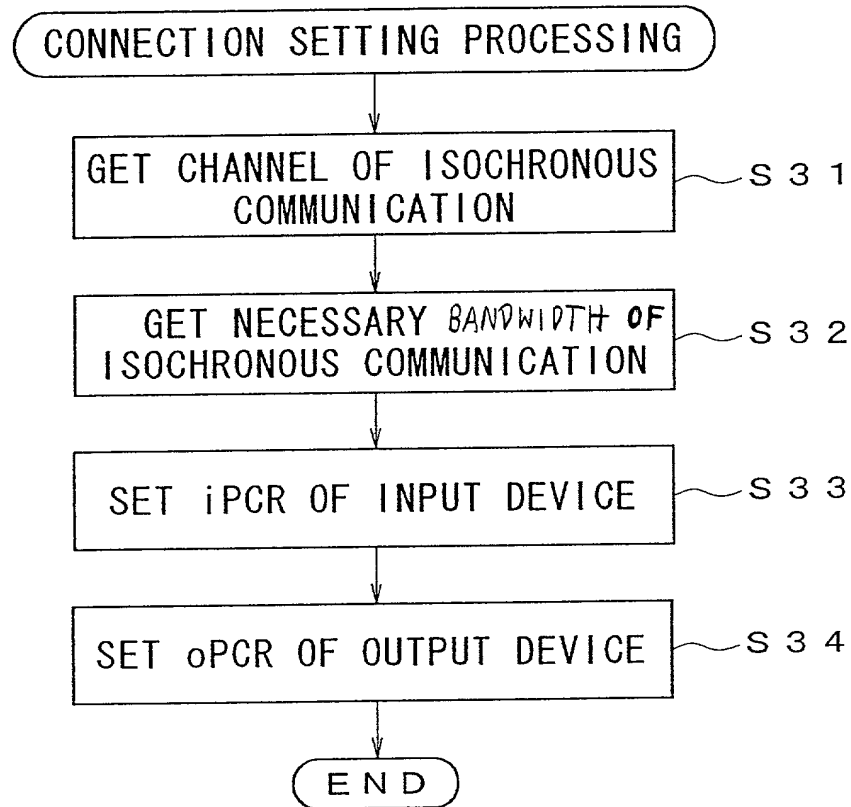 CONNECTION SETTING PROCESSING
GET CHANNEL OF ISOCHRONOUS
COMMUNICATION
S31
GET NECESSARY BANDWIDTH OF
ISOCHRONOUS COMMUNICATION
S32
SET iPCR OF INPUT DEVICE
S33
SET oPCR OF OUTPUT DEVICE
S34
END